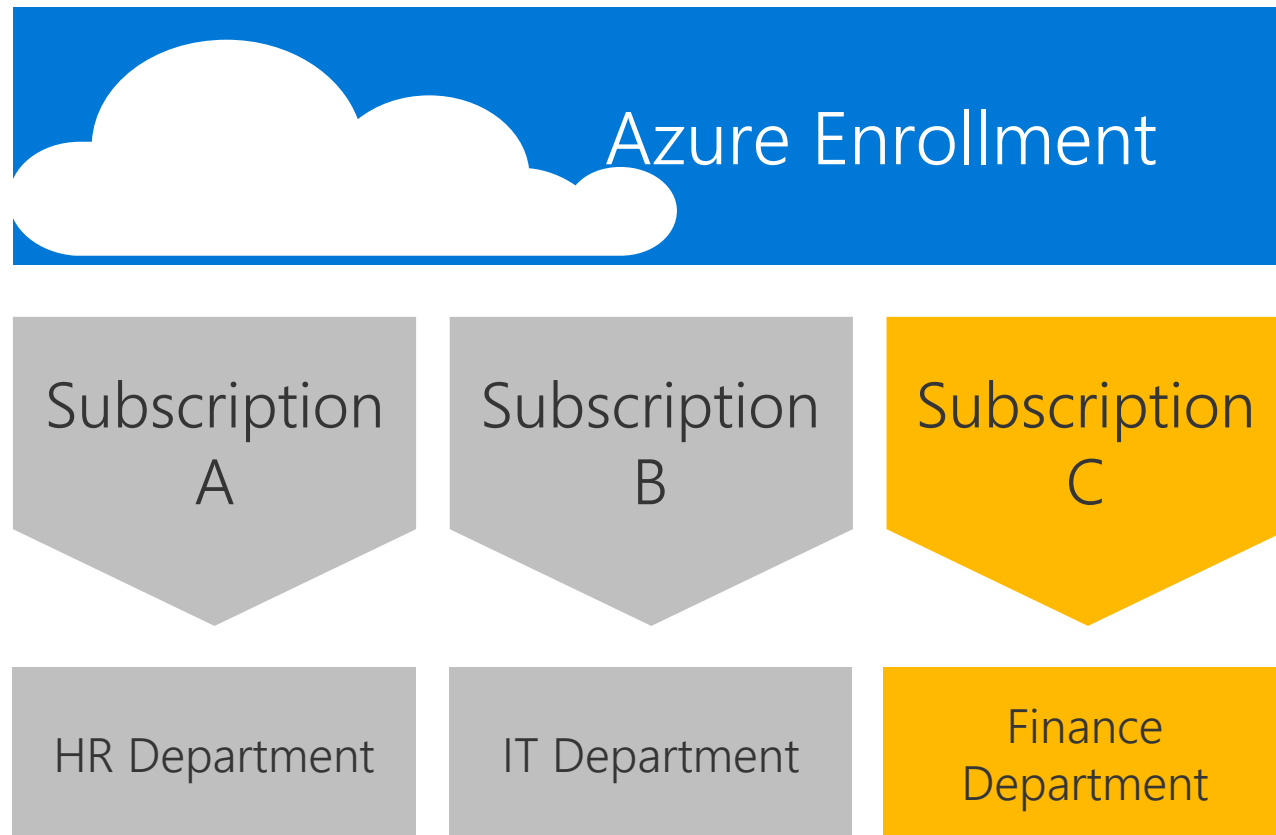 Azure Enrollment
Subscription
A
Subscription
B
Subscription
C
HR Department
IT Department
Finance
Department